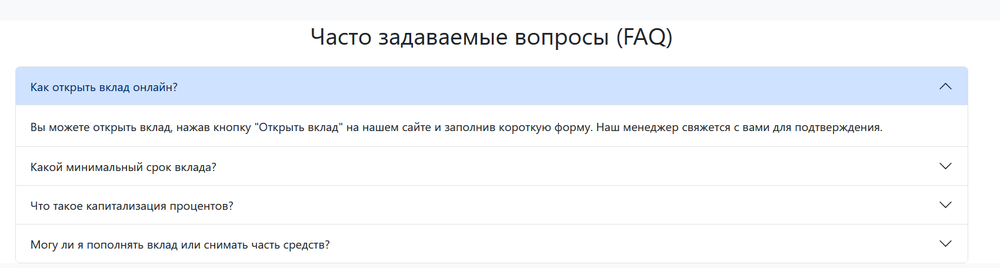 Часто задаваемые вопросы (FAQ)
Как открыть вклад онлайн?
Вы можете открыть вклад, нажав кнопку "Открыть вклад" на нашем сайте и заполнив короткую форму. Наш менеджер свяжется с вами для подтверждения.
Какой минимальный срок вклада?
Что такое капитализация процентов?
Могу ли я пополнять вклад или снимать часть средств?